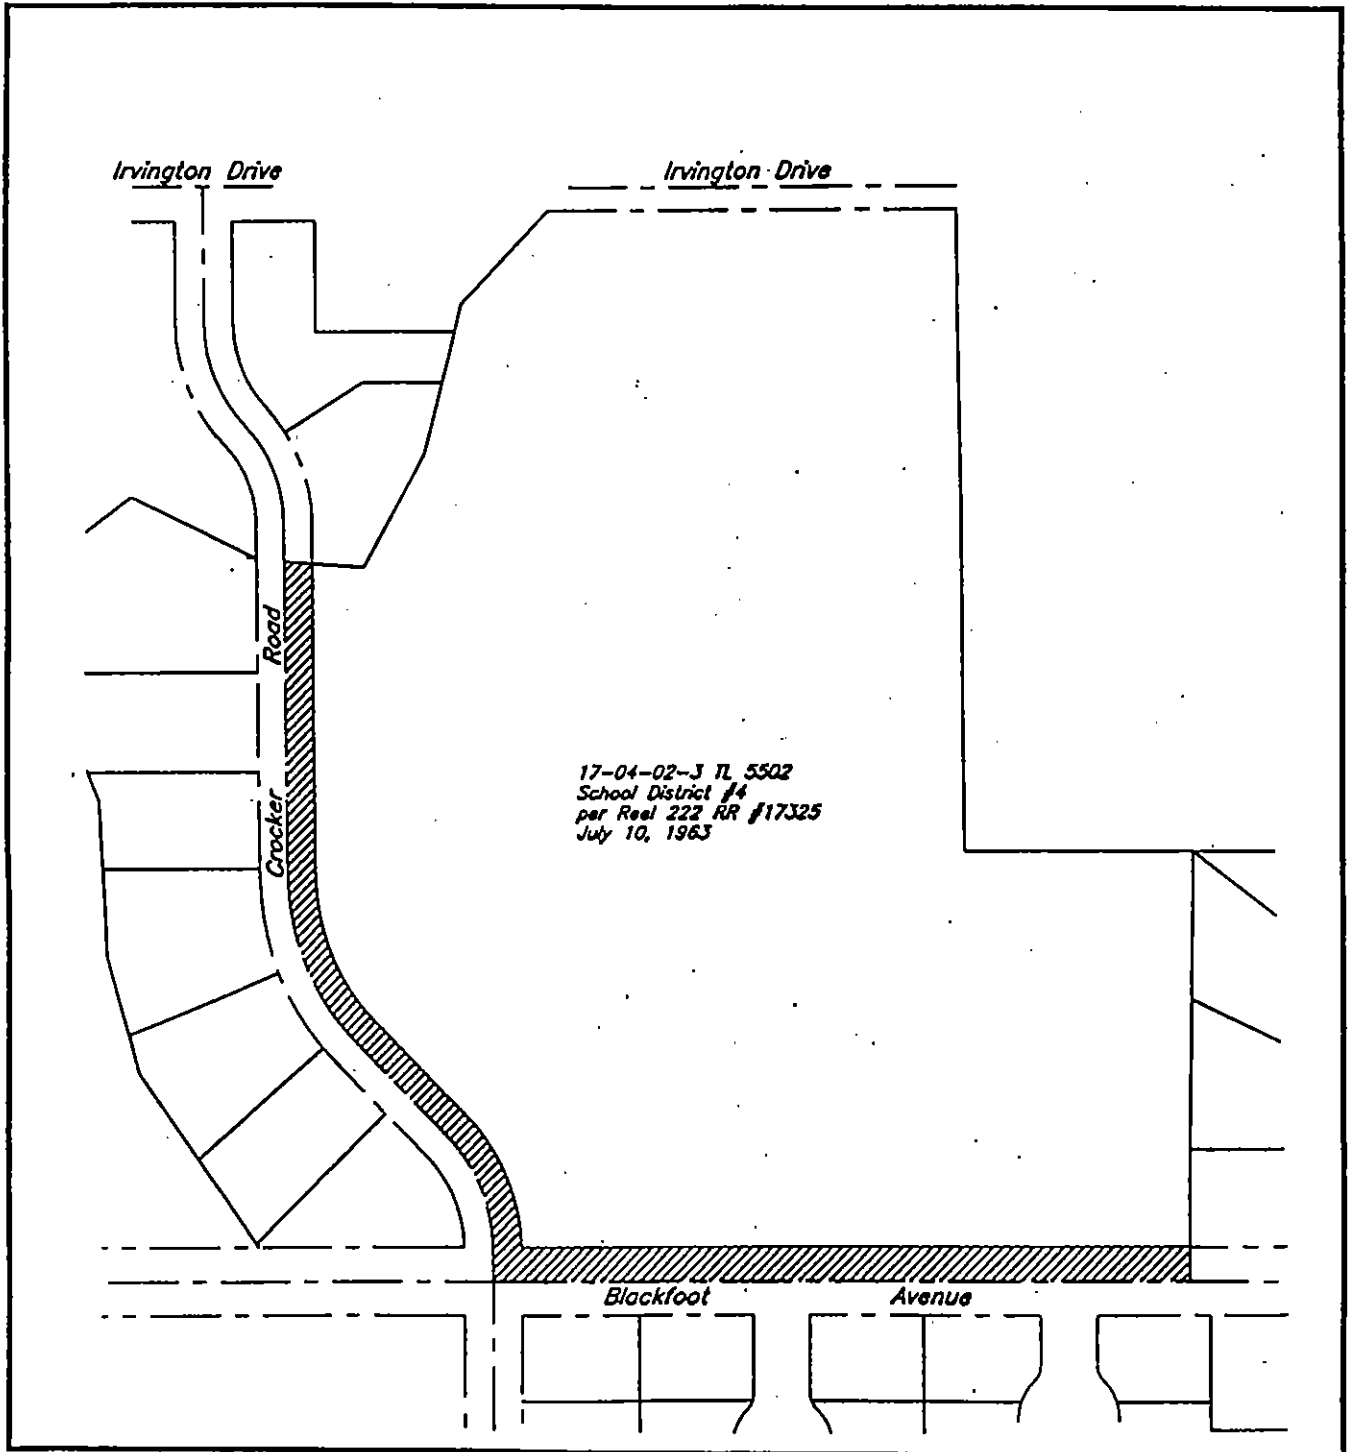 Irvington Drive
Irvington Drive
Road
Crocker
17-04-02-3 TL 5502
School District #4
per Reel 222 RR #17325
July 10, 1963
Blackfoot Avenue